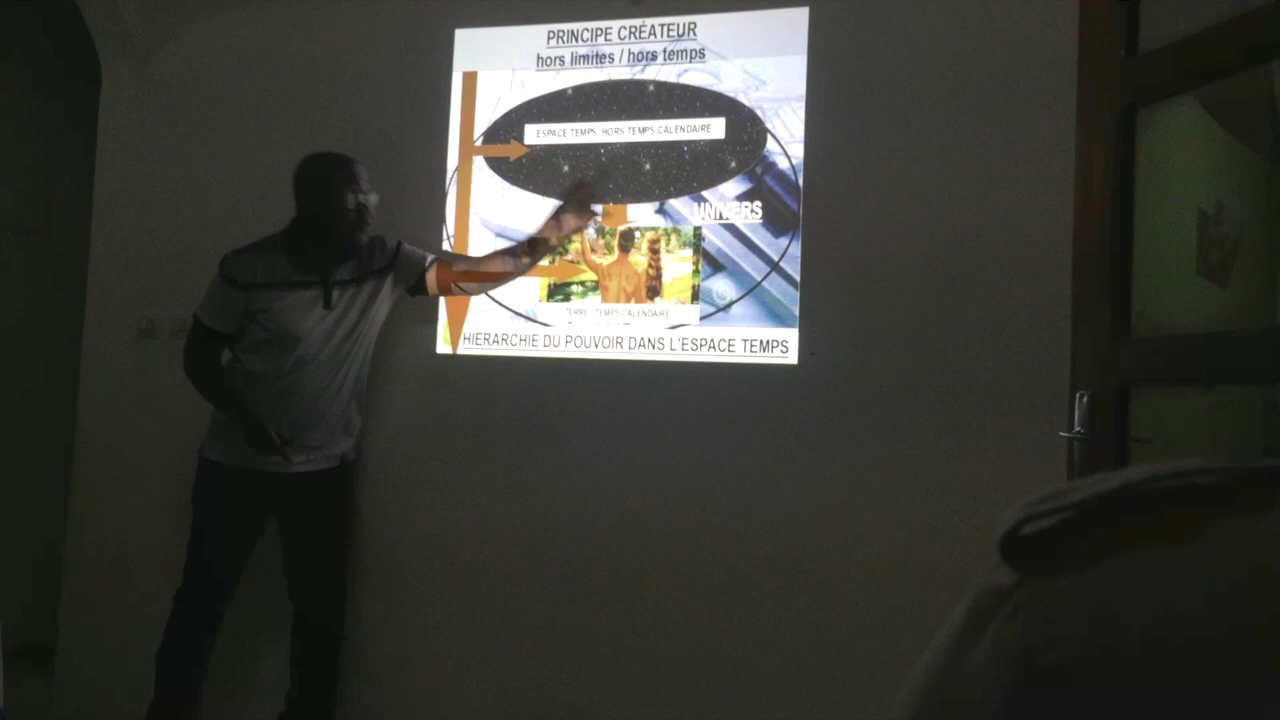 PRINCIPE CRÉATEUR
hors limites / hors temps
ESPACE TEMPS: HORS TEMPS CALENDAIRE
UNIVERS
TERRE: TEMPS CALENDAIRE
HIERARCHIE DU POUVOIR DANS L'ESPACE TEMPS